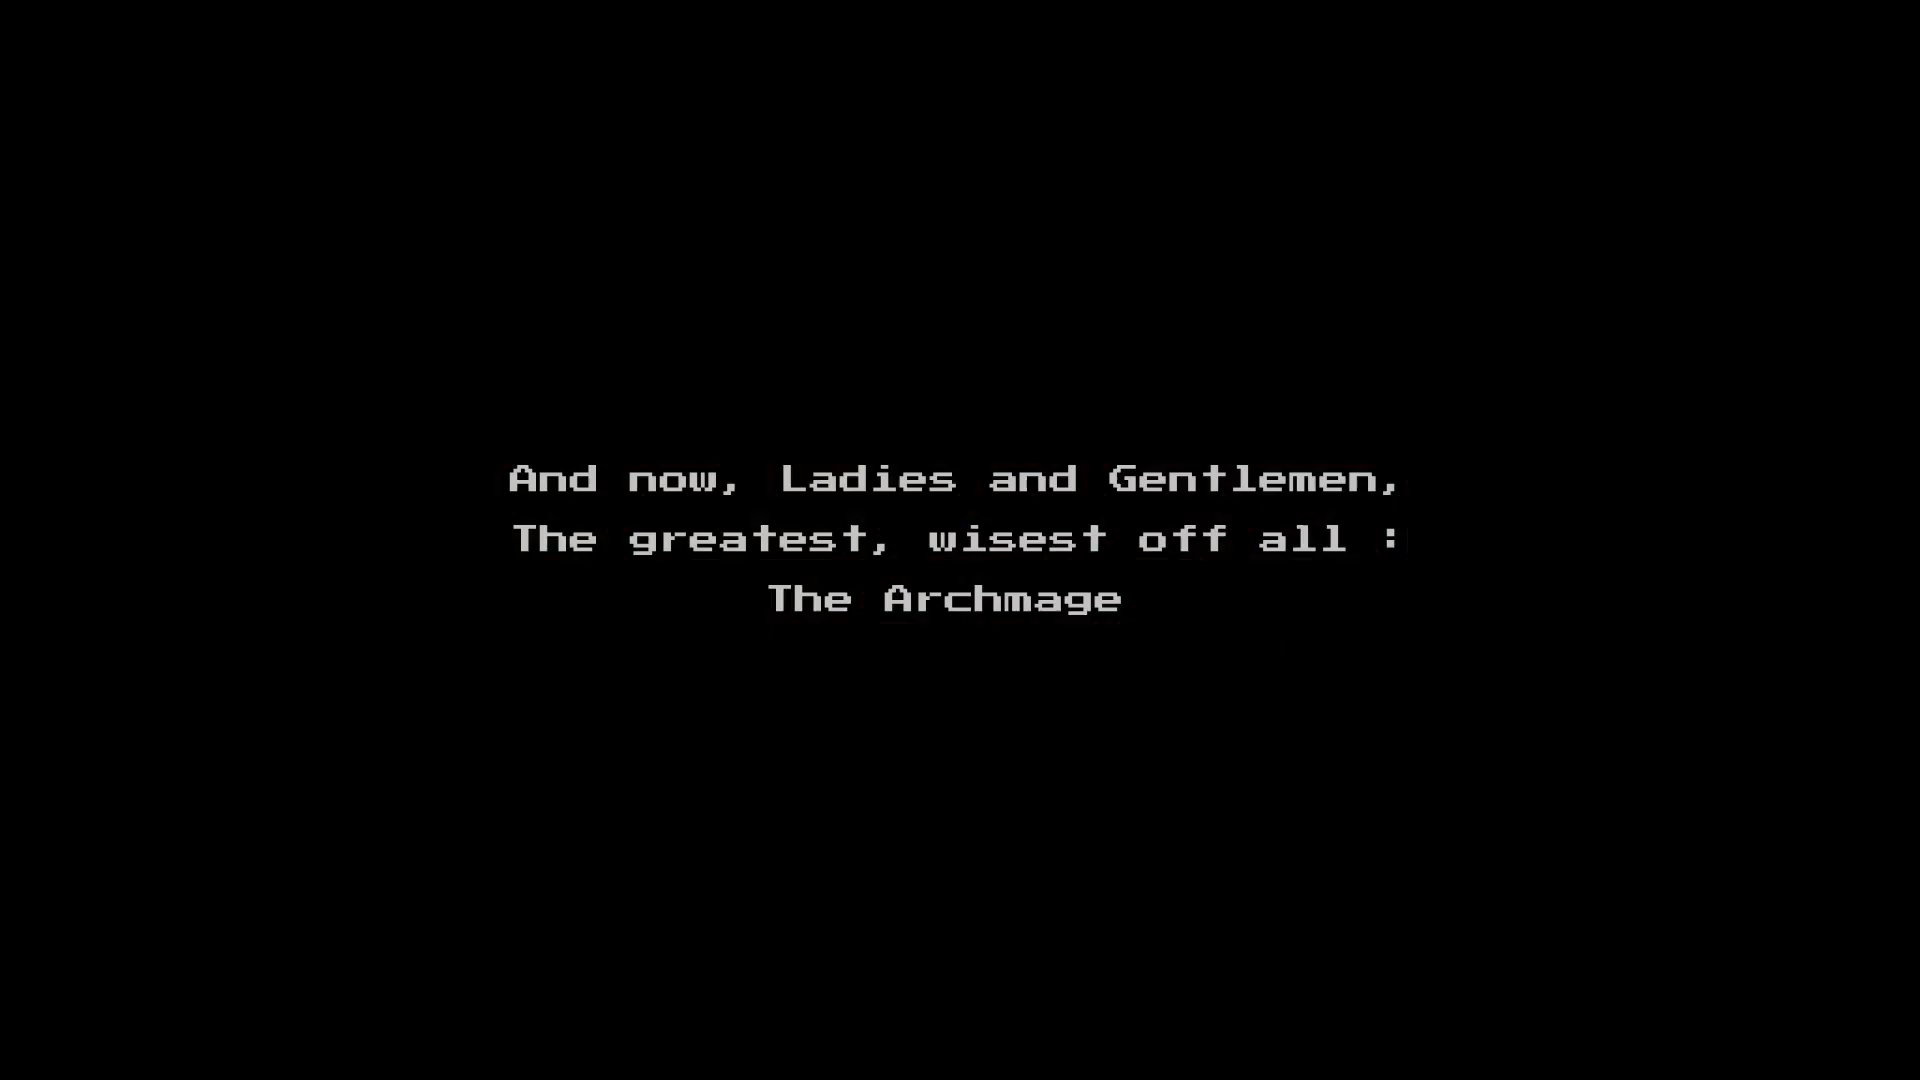 And now, Ladies and Gentlemen,
The greatest, wisest off all :
The Archmage